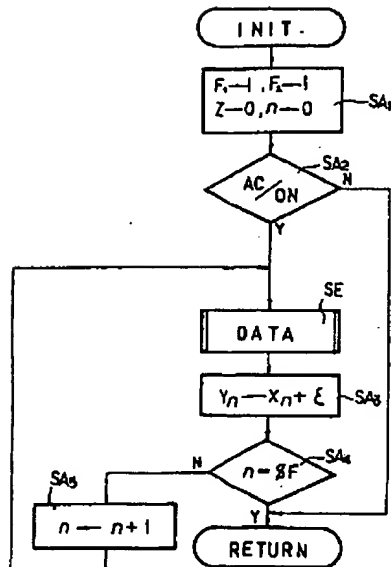 INIT.
F₁←1, F₂←1
Z←0, n←0
SA₁
SA₂
AC/ON
N
Y
SE
DATA
Yn←Xn+ξ
SA₃
SA₄
N
n=$F
SA₅
n←n+1
Y
RETURN